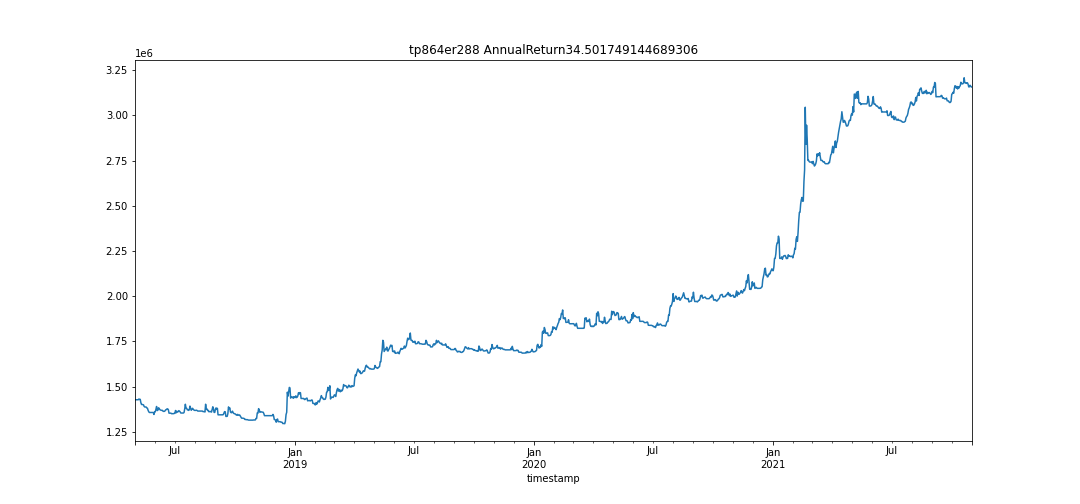 tp864er288 AnnualReturn34.501749144689306
1e6
3.25
3.00
2.75
2.50
2.25
2.00
1.75
1.50
1.25
Jul
Jan
2019
Jul
Jan
2020
Jul
Jan
2021
Jul
timestamp